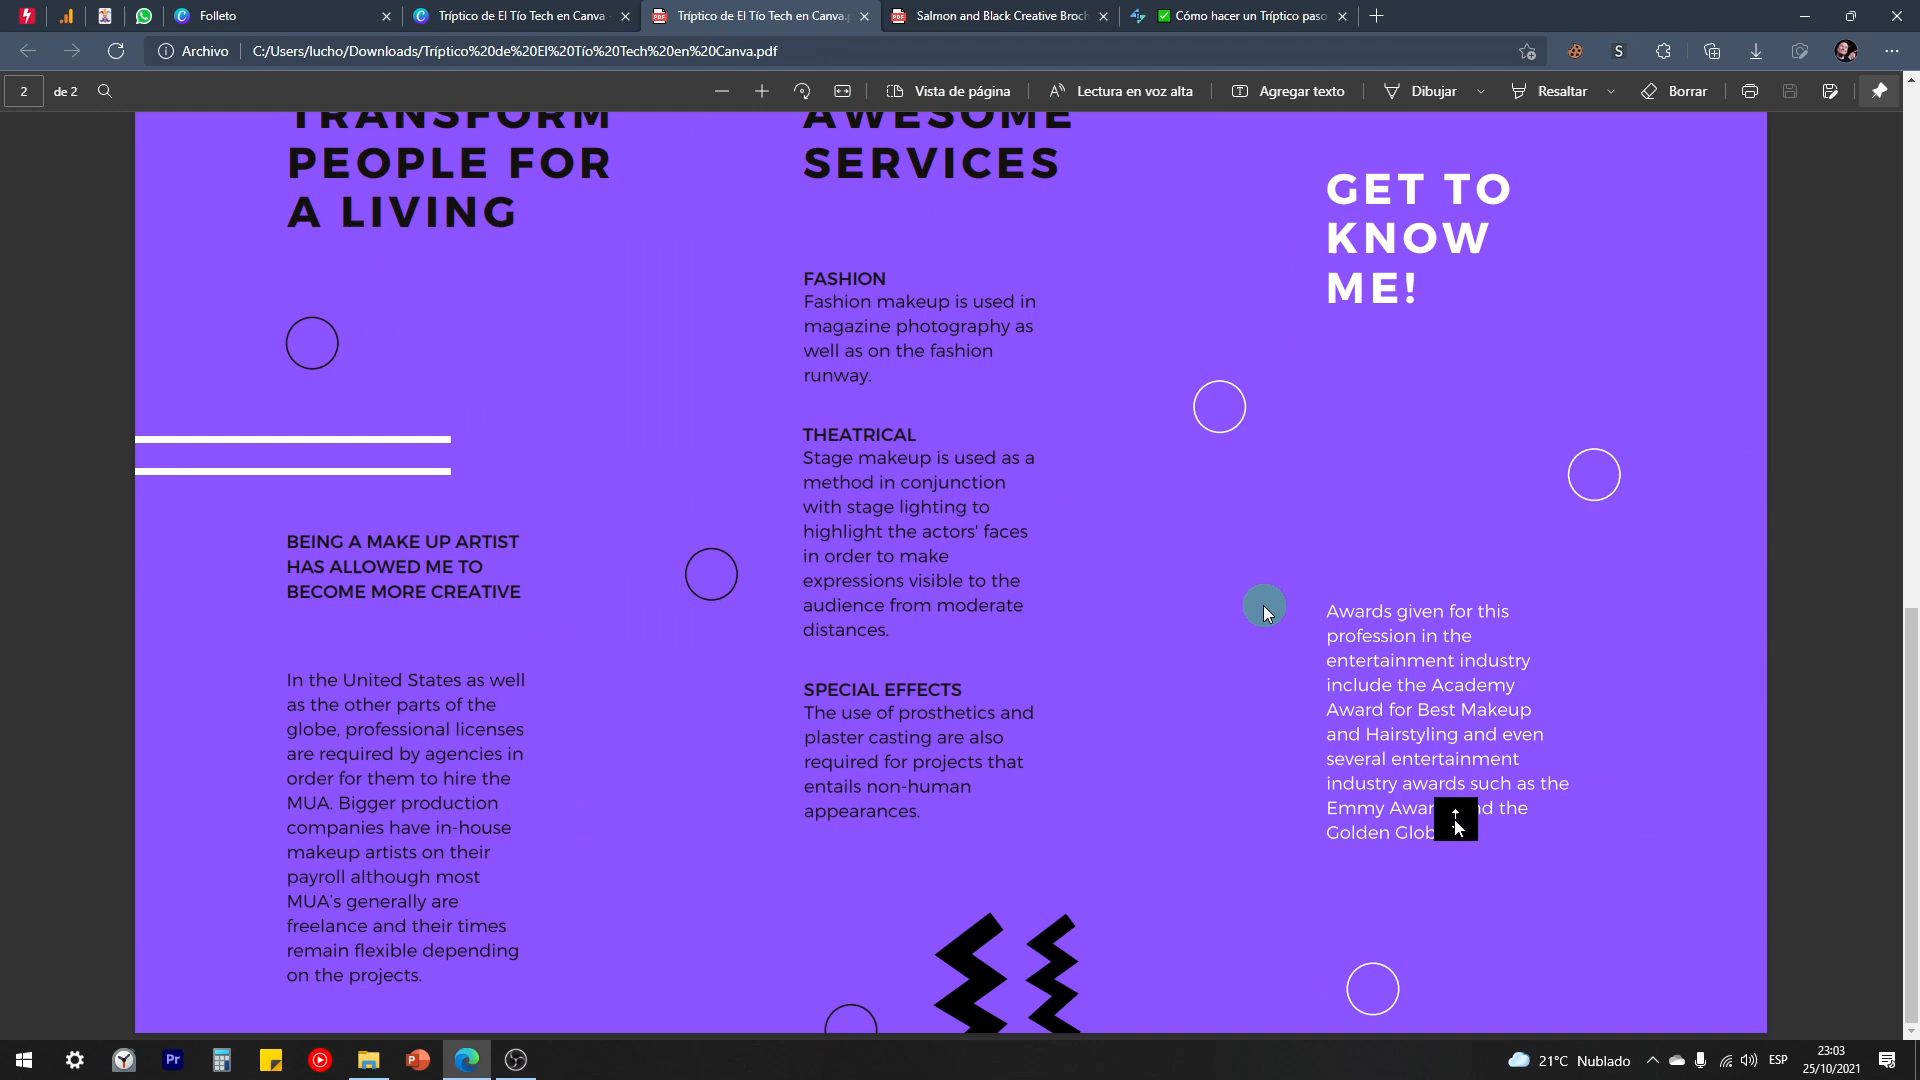 Folleto
Tríptico de El Tío Tech en Canva
Tríptico de El Tío Tech en Canva.
Salmon and Black Creative Broch
Cómo hacer un Tríptico paso
Archivo
C:/Users/lucho/Downloads/Tríptico%20de%20El%20Tío%20Tech%20en%20Canva.pdf
S
2
de 2
Vista de página
Lectura en voz alta
Agregar texto
Dibujar
Resaltar
Borrar
TRANSFORM
PEOPLE FOR
A LIVING
BEING A MAKE UP ARTIST
HAS ALLOWED ME TO
BECOME MORE CREATIVE
In the United States as well
as the other parts of the
globe, professional licenses
are required by agencies in
order for them to hire the
MUA. Bigger production
companies have in-house
makeup artists on their
payroll although most
MUA's generally are
freelance and their times
remain flexible depending
on the projects.
AWESOME
SERVICES
FASHION
Fashion makeup is used in
magazine photography as
well as on the fashion
runway.
THEATRICAL
Stage makeup is used as a
method in conjunction
with stage lighting to
highlight the actors' faces
in order to make
expressions visible to the
audience from moderate
distances.
SPECIAL EFFECTS
The use of prosthetics and
plaster casting are also
required for projects that
entails non-human
appearances.
GET TO
KNOW
ME!
Awards given for this
profession in the
entertainment industry
include the Academy
Award for Best Makeup
and Hairstyling and even
several entertainment
industry awards such as the
Emmy Awar nd the
Golden Glob
Pr
21°C Nublado
ESP
23:03
25/10/2021